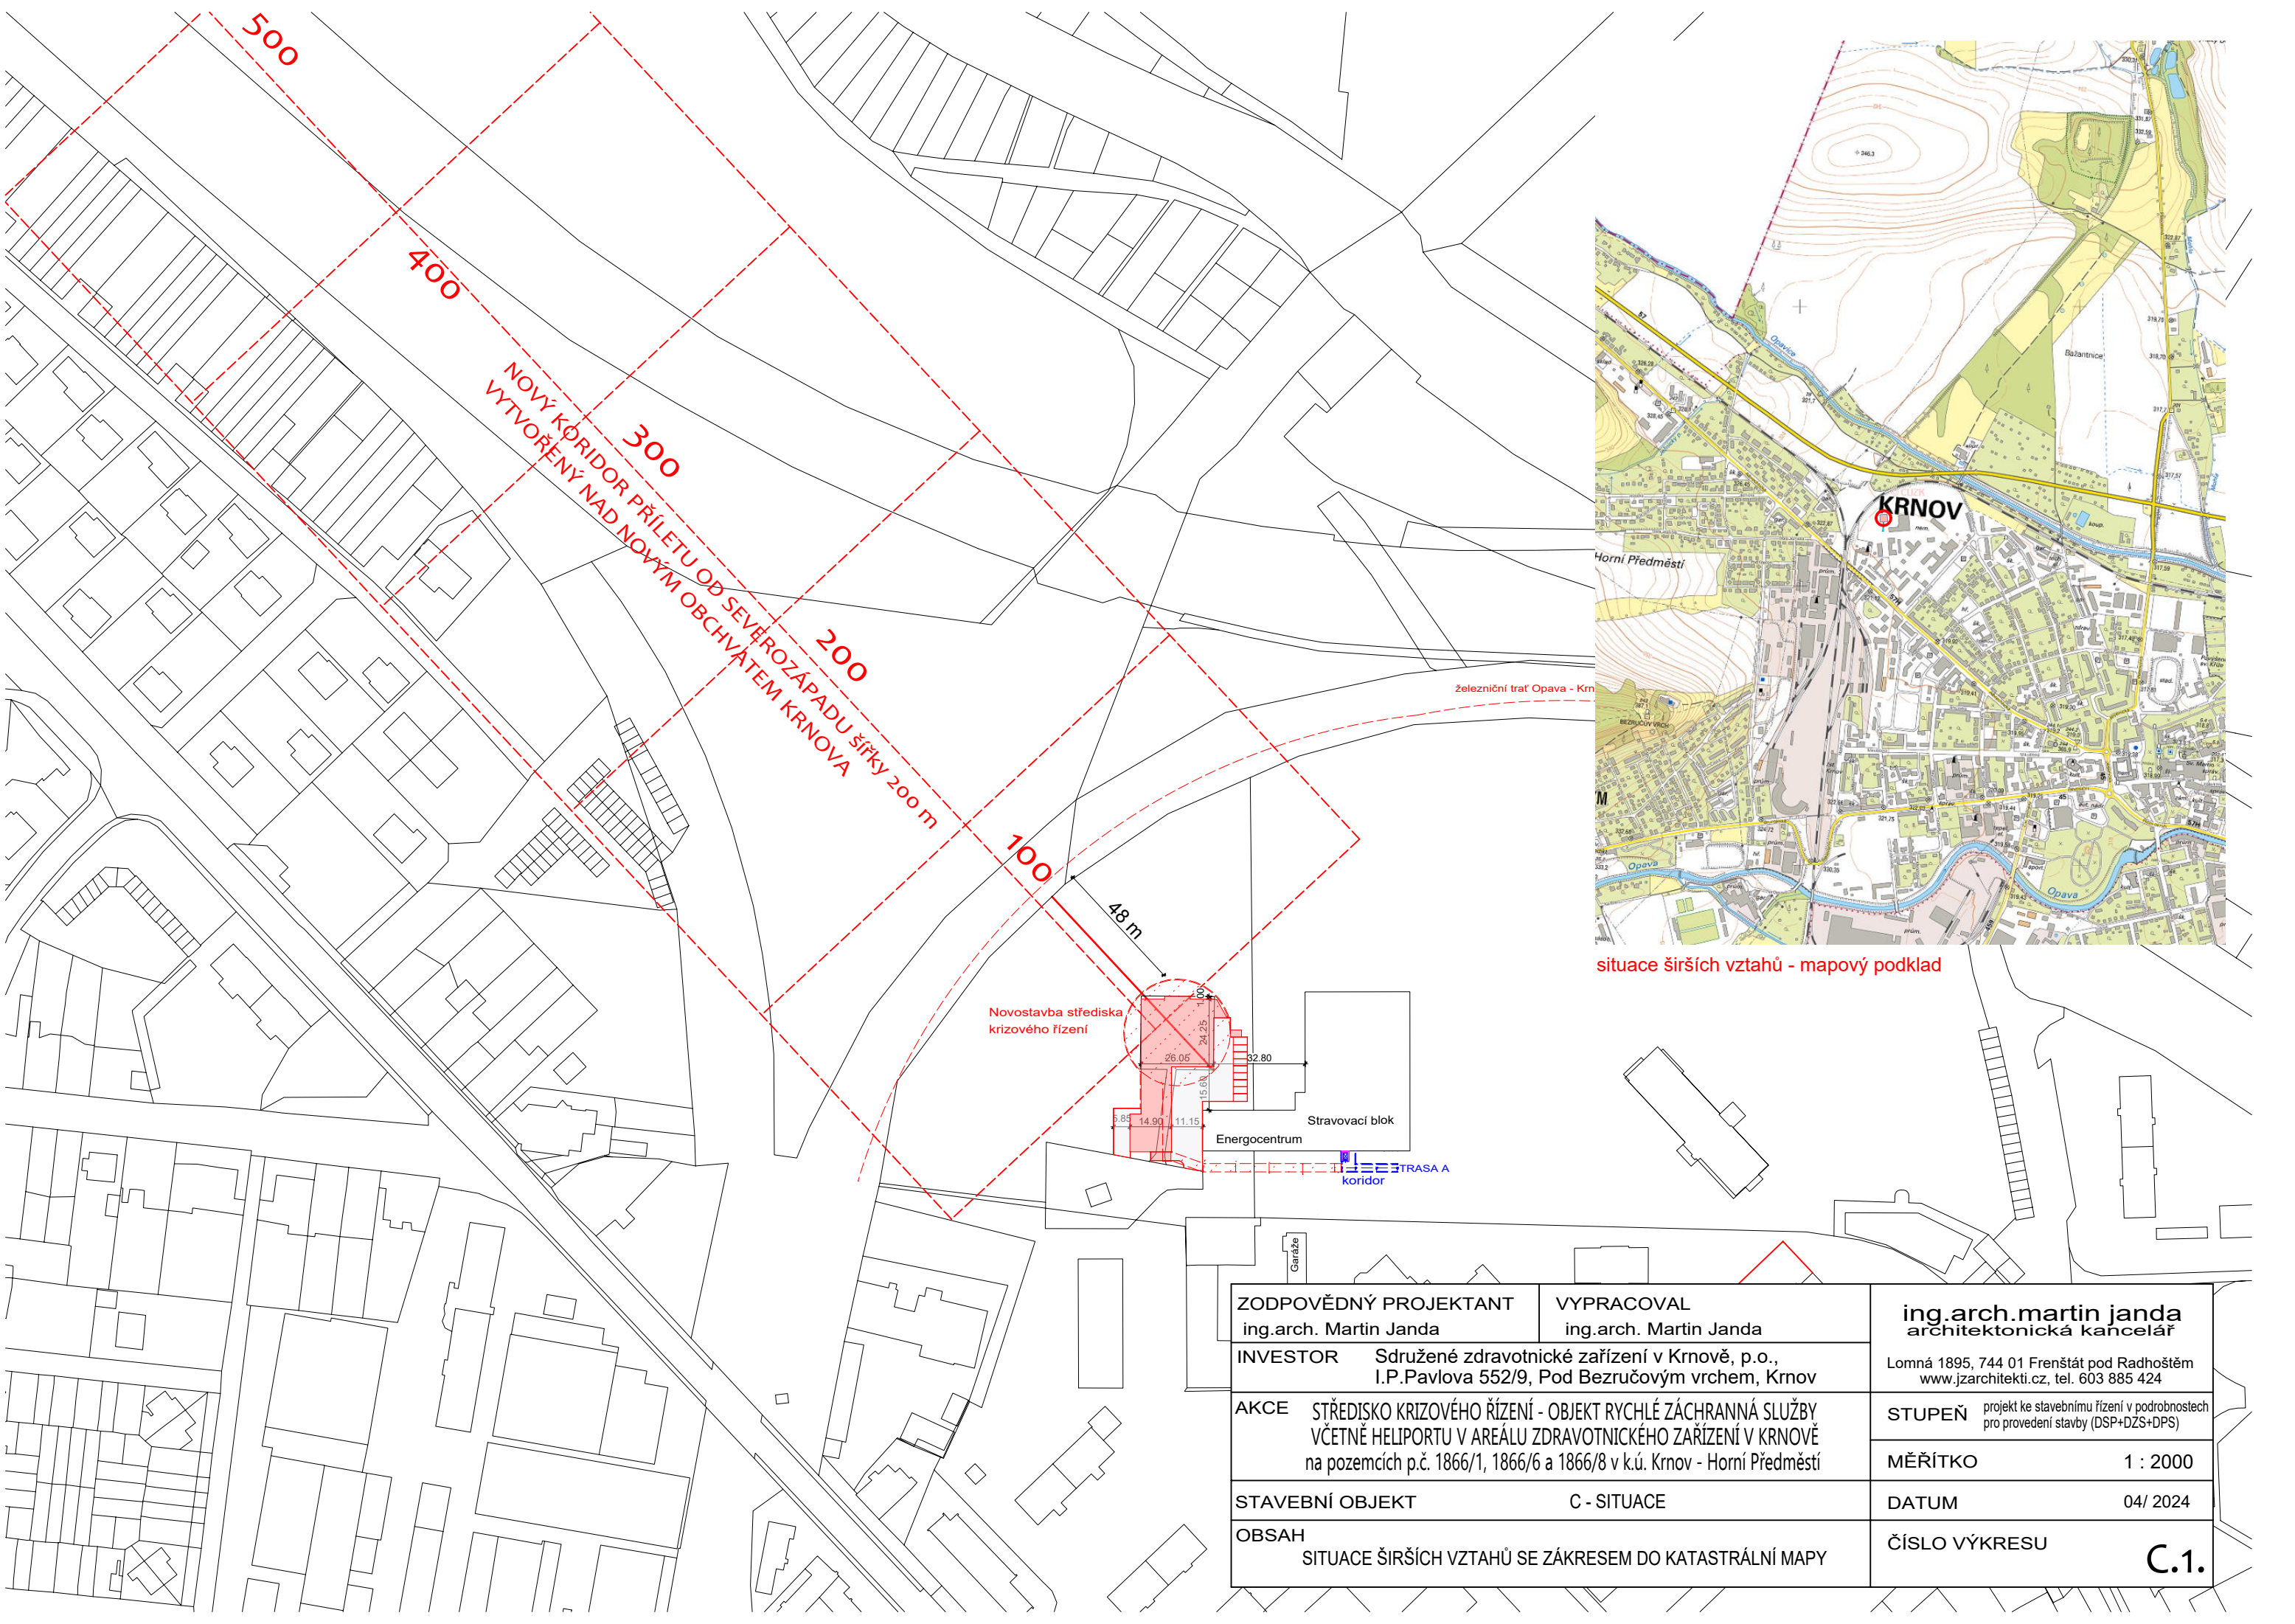 500
400
300
200
100
NOVÝ KORIDOR PŘÍLETU OD SEVEROZÁPADU šířky 200 m
VYTVOŘENÝ NAD NOVÝM OBCHVATEM KRNOVA
48 m
železniční trať Opava - Krn
Novostavba střediska
krizového řízení
1.00
24.25
26.05
32.80
15.60
5.85
14.90
11.15
Stravovací blok
Energocentrum
TRASA A
koridor
Garáže
KRNOV
Horní Předměstí
Opavice
Bažantnice
BEZRUČŮV VRCH
Opava
Opava
situace širších vztahů - mapový podklad
ZODPOVĚDNÝ PROJEKTANT
ing.arch. Martin Janda
VYPRACOVAL
ing.arch. Martin Janda
ing.arch.martin janda
architektonická kancelář
Lomná 1895, 744 01 Frenštát pod Radhoštěm
www.jzarchitekti.cz, tel. 603 885 424
INVESTOR Sdružené zdravotnické zařízení v Krnově, p.o.,
I.P.Pavlova 552/9, Pod Bezručovým vrchem, Krnov
AKCE STŘEDISKO KRIZOVÉHO ŘÍZENÍ - OBJEKT RYCHLÉ ZÁCHRANNÁ SLUŽBY
VČETNĚ HELIPORTU V AREÁLU ZDRAVOTNICKÉHO ZAŘÍZENÍ V KRNOVĚ
na pozemcích p.č. 1866/1, 1866/6 a 1866/8 v k.ú. Krnov - Horní Předměstí
STUPEŇ projekt ke stavebnímu řízení v podrobnostech
pro provedení stavby (DSP+DZS+DPS)
MĚŘÍTKO 1 : 2000
STAVEBNÍ OBJEKT C - SITUACE
DATUM 04/ 2024
OBSAH
SITUACE ŠIRŠÍCH VZTAHŮ SE ZÁKRESEM DO KATASTRÁLNÍ MAPY
ČÍSLO VÝKRESU
C.1.